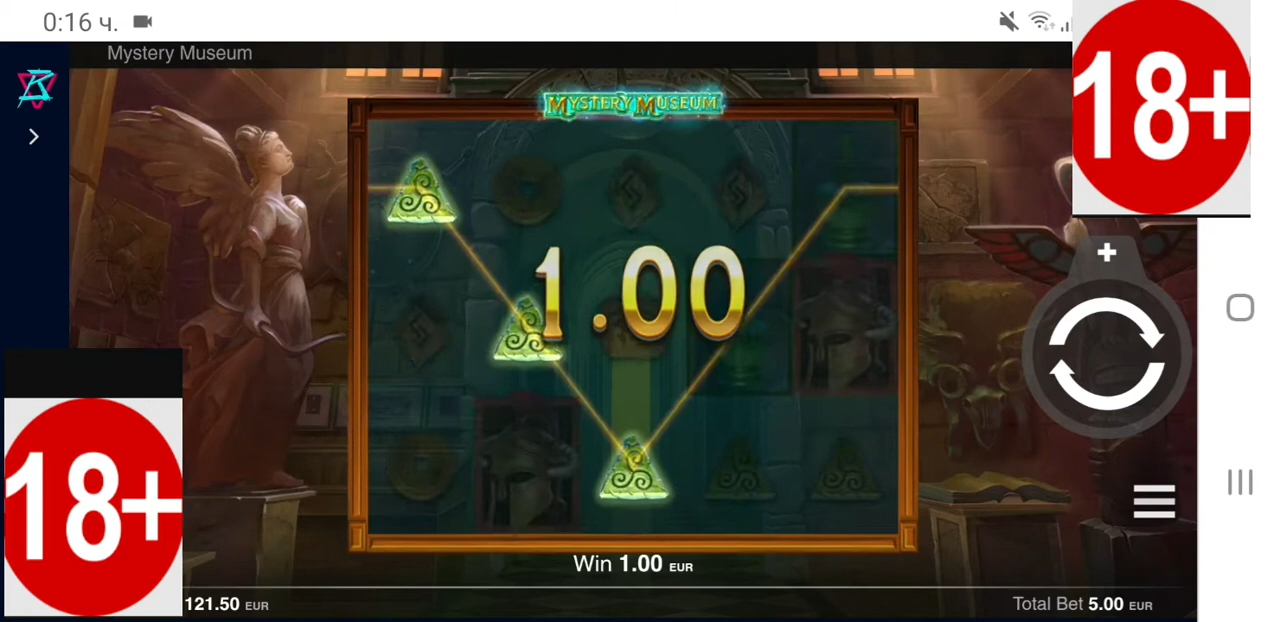 0:16 ч.
Mystery Museum
MYSTERY MUSEUM
18+
1.00
18+
Win 1.00 EUR
121.50 EUR
Total Bet 5.00 EUR